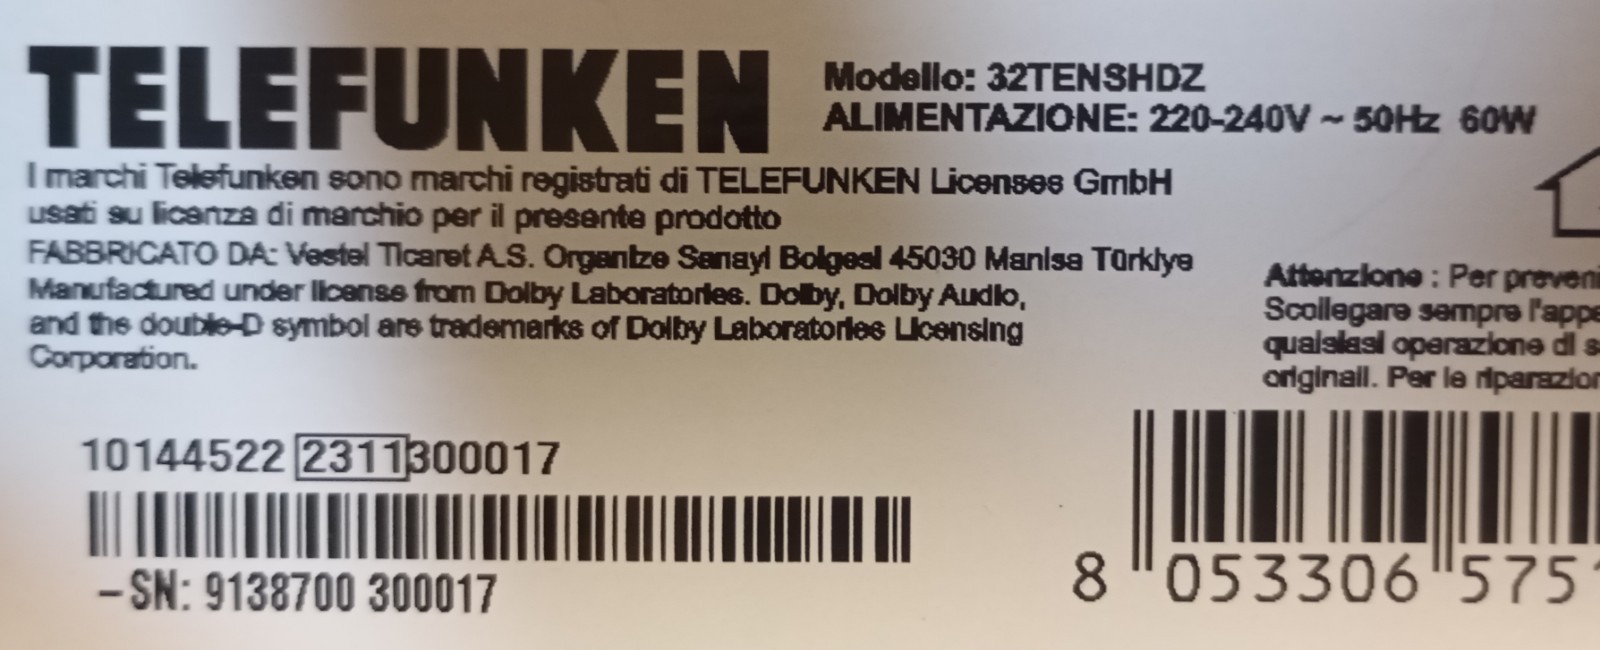 TELEFUNKEN
Modello: 32TENSHDZ
ALIMENTAZIONE: 220-240V ~ 50Hz 60W
I marchi Telefunken sono marchi registrati di TELEFUNKEN Licenses GmbH
usati su licenza di marchio per il presente prodotto
FABBRICATO DA: Vestel Ticaret A.S. Organize Sanayi Bolgesi 45030 Manisa Türkiye
Manufactured under license from Dolby Laboratories. Dolby, Dolby Audio,
and the double-D symbol are trademarks of Dolby Laboratories Licensing
Corporation.
Attenzione : Per preveni
Scollegare sempre l'appe
qualsiasi operazione di s
originali. Per le riparazion
10144522 2311300017
-SN: 9138700 300017
8 053306 575